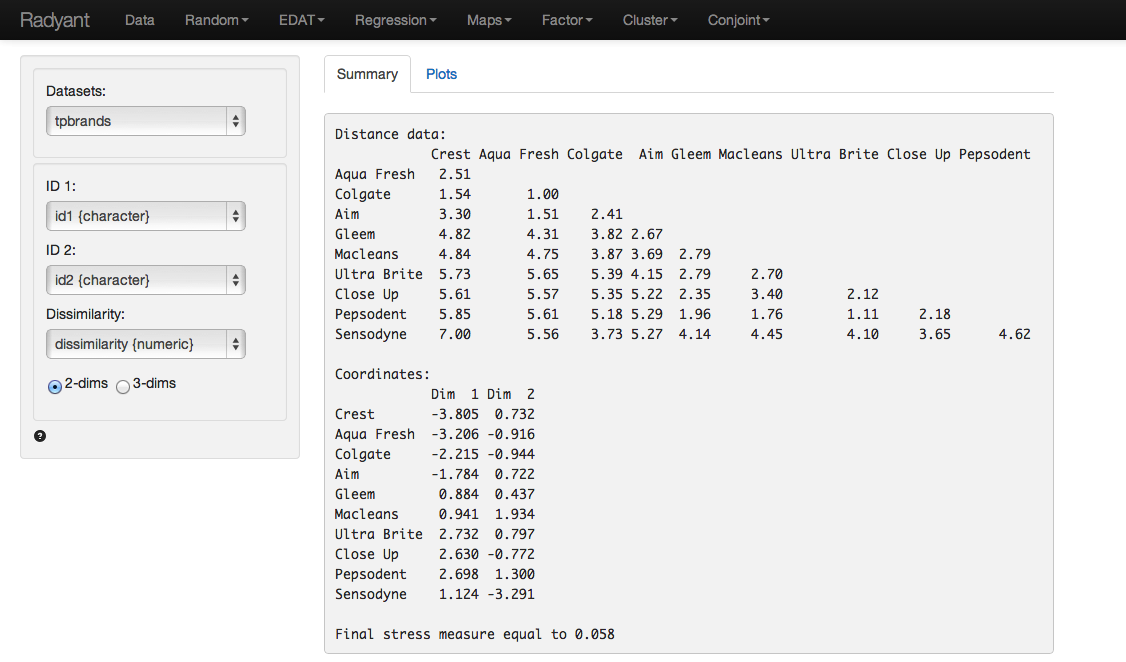 Radyant Data Random EDAT Regression Maps Factor Cluster Conjoint
Datasets:
tpbrands
ID 1:
id1 {character}
ID 2:
id2 {character}
Dissimilarity:
dissimilarity {numeric}
2-dims 3-dims
?
Summary Plots
Distance data:
            Crest Aqua Fresh Colgate  Aim Gleem Macleans Ultra Brite Close Up Pepsodent
Aqua Fresh   2.51
Colgate      1.54       1.00
Aim          3.30       1.51    2.41
Gleem        4.82       4.31    3.82 2.67
Macleans     4.84       4.75    3.87 3.69  2.79
Ultra Brite  5.73       5.65    5.39 4.15  2.79     2.70
Close Up     5.61       5.57    5.35 5.22  2.35     3.40        2.12
Pepsodent    5.85       5.61    5.18 5.29  1.96     1.76        1.11     2.18
Sensodyne    7.00       5.56    3.73 5.27  4.14     4.45        4.10     3.65      4.62
Coordinates:
            Dim  1 Dim  2
Crest       -3.805  0.732
Aqua Fresh  -3.206 -0.916
Colgate     -2.215 -0.944
Aim         -1.784  0.722
Gleem        0.884  0.437
Macleans     0.941  1.934
Ultra Brite  2.732  0.797
Close Up     2.630 -0.772
Pepsodent    2.698  1.300
Sensodyne    1.124 -3.291
Final stress measure equal to 0.058